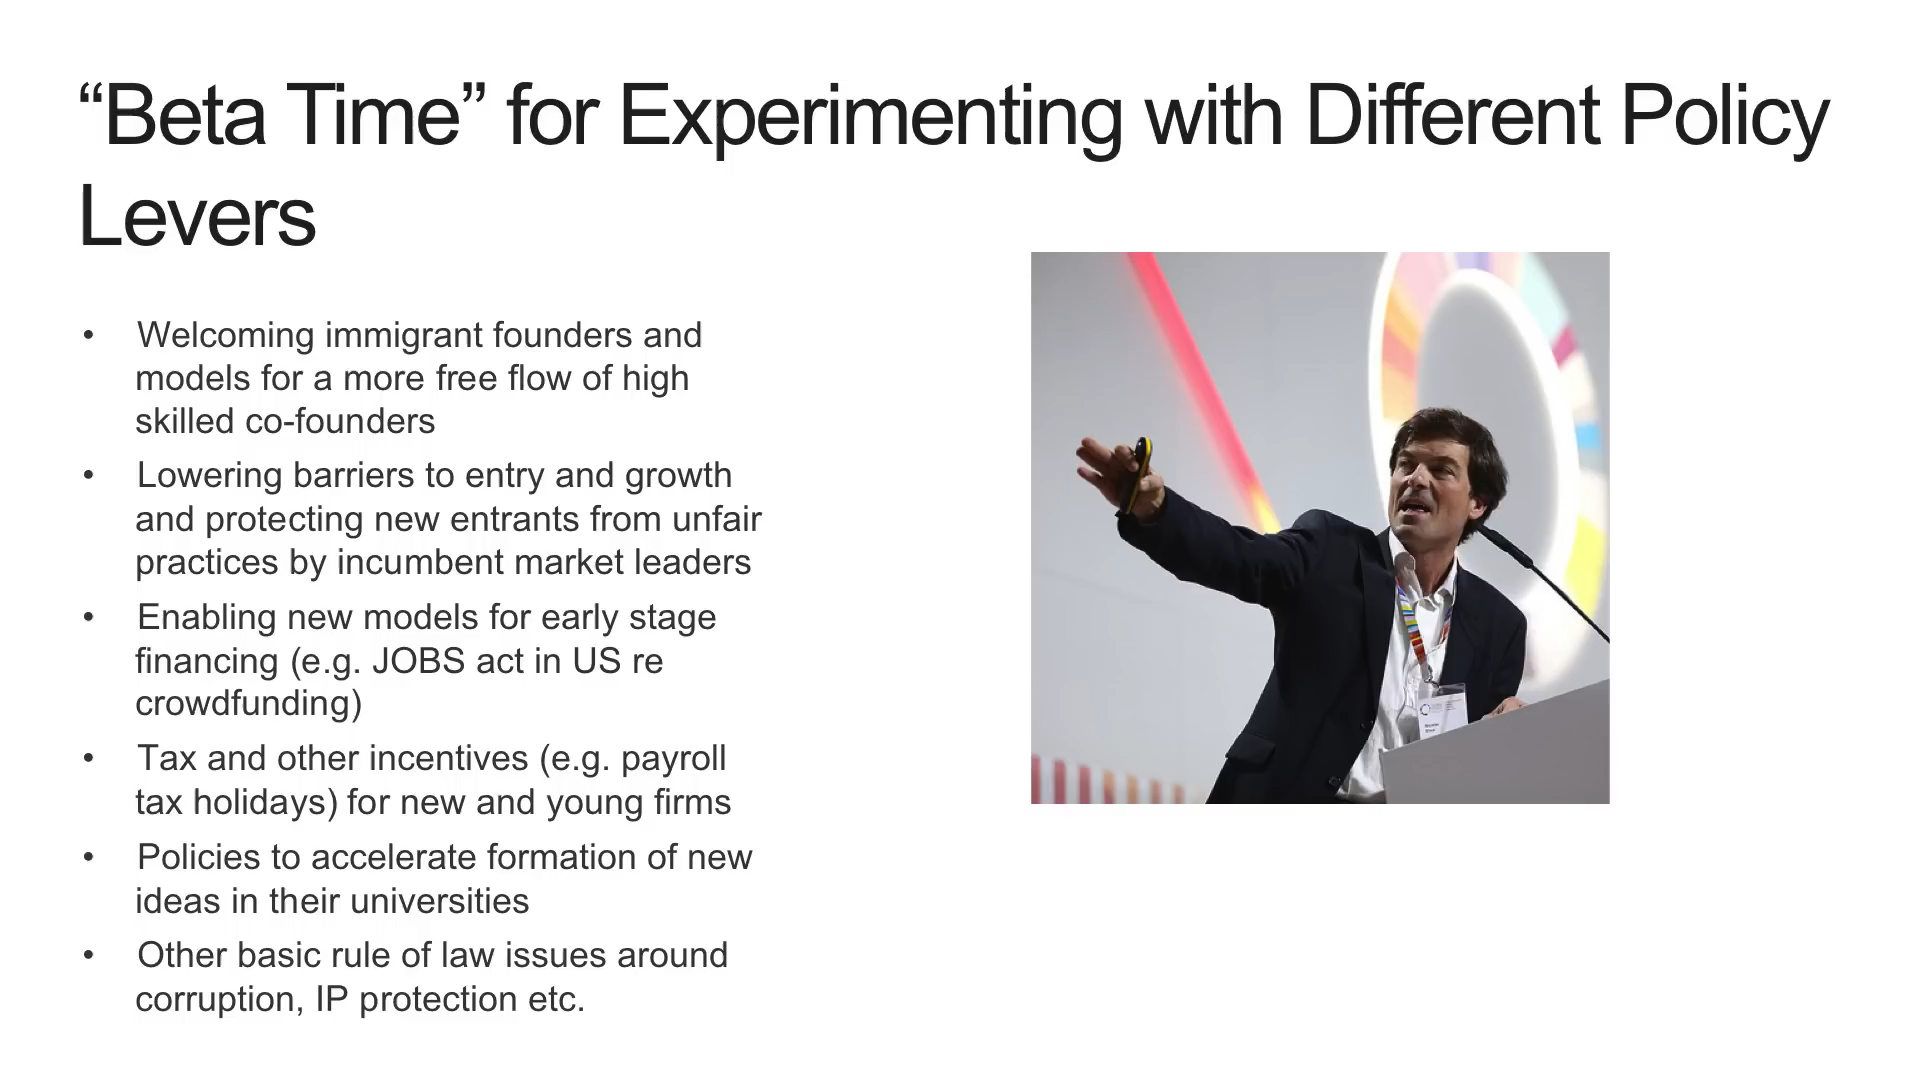 “Beta Time” for Experimenting with Different Policy
Levers
• Welcoming immigrant founders and
models for a more free flow of high
skilled co-founders
• Lowering barriers to entry and growth
and protecting new entrants from unfair
practices by incumbent market leaders
• Enabling new models for early stage
financing (e.g. JOBS act in US re
crowdfunding)
• Tax and other incentives (e.g. payroll
tax holidays) for new and young firms
• Policies to accelerate formation of new
ideas in their universities
• Other basic rule of law issues around
corruption, IP protection etc.